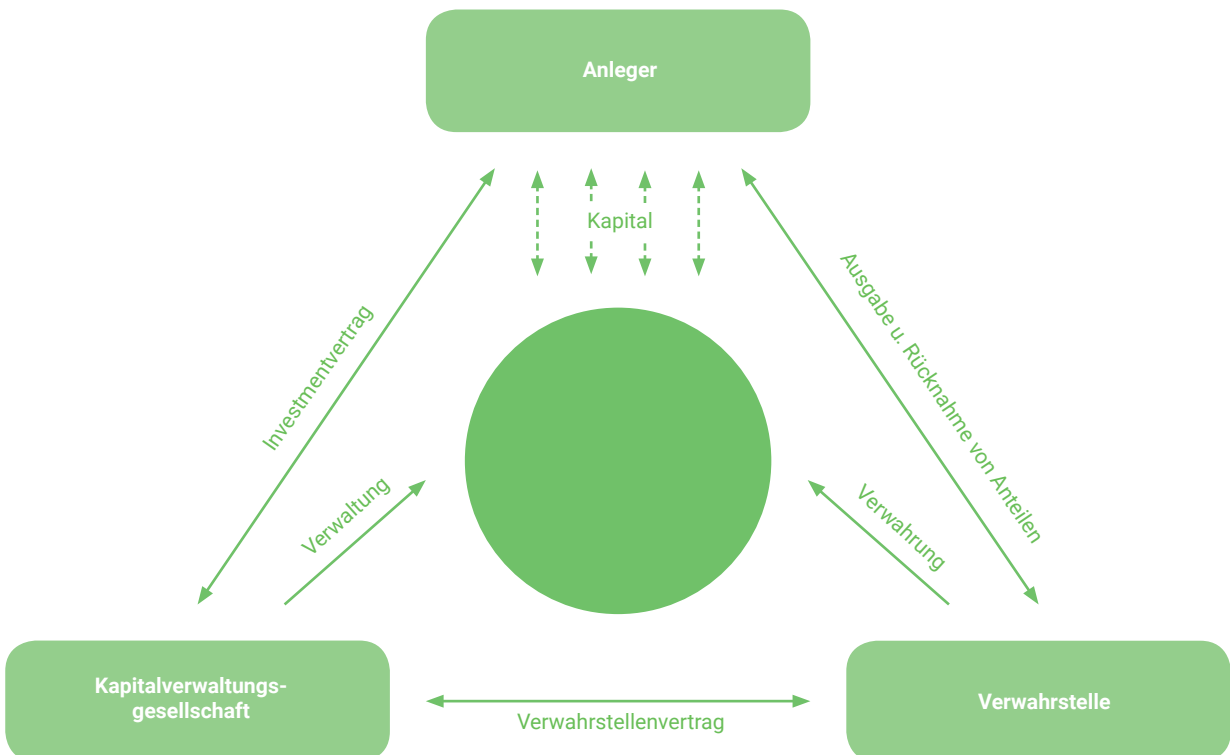 Anleger
Kapital
Investmentvertrag
Ausgabe u. Rücknahme von Anteilen
Verwaltung
Verwahrung
Kapitalverwaltungs-
gesellschaft
Verwahrstellenvertrag
Verwahrstelle